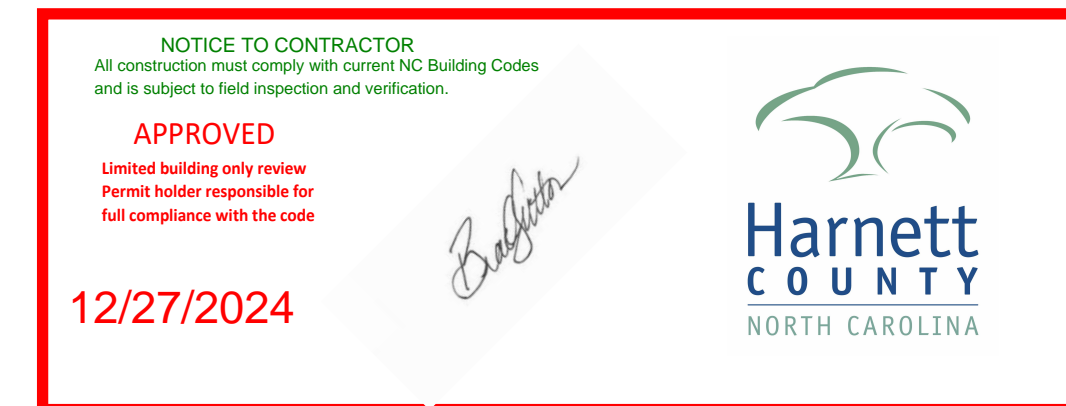 NOTICE TO CONTRACTOR
All construction must comply with current NC Building Codes
and is subject to field inspection and verification.
APPROVED
Limited building only review
Permit holder responsible for
full compliance with the code
12/27/2024
Harnett
COUNTY
NORTH CAROLINA